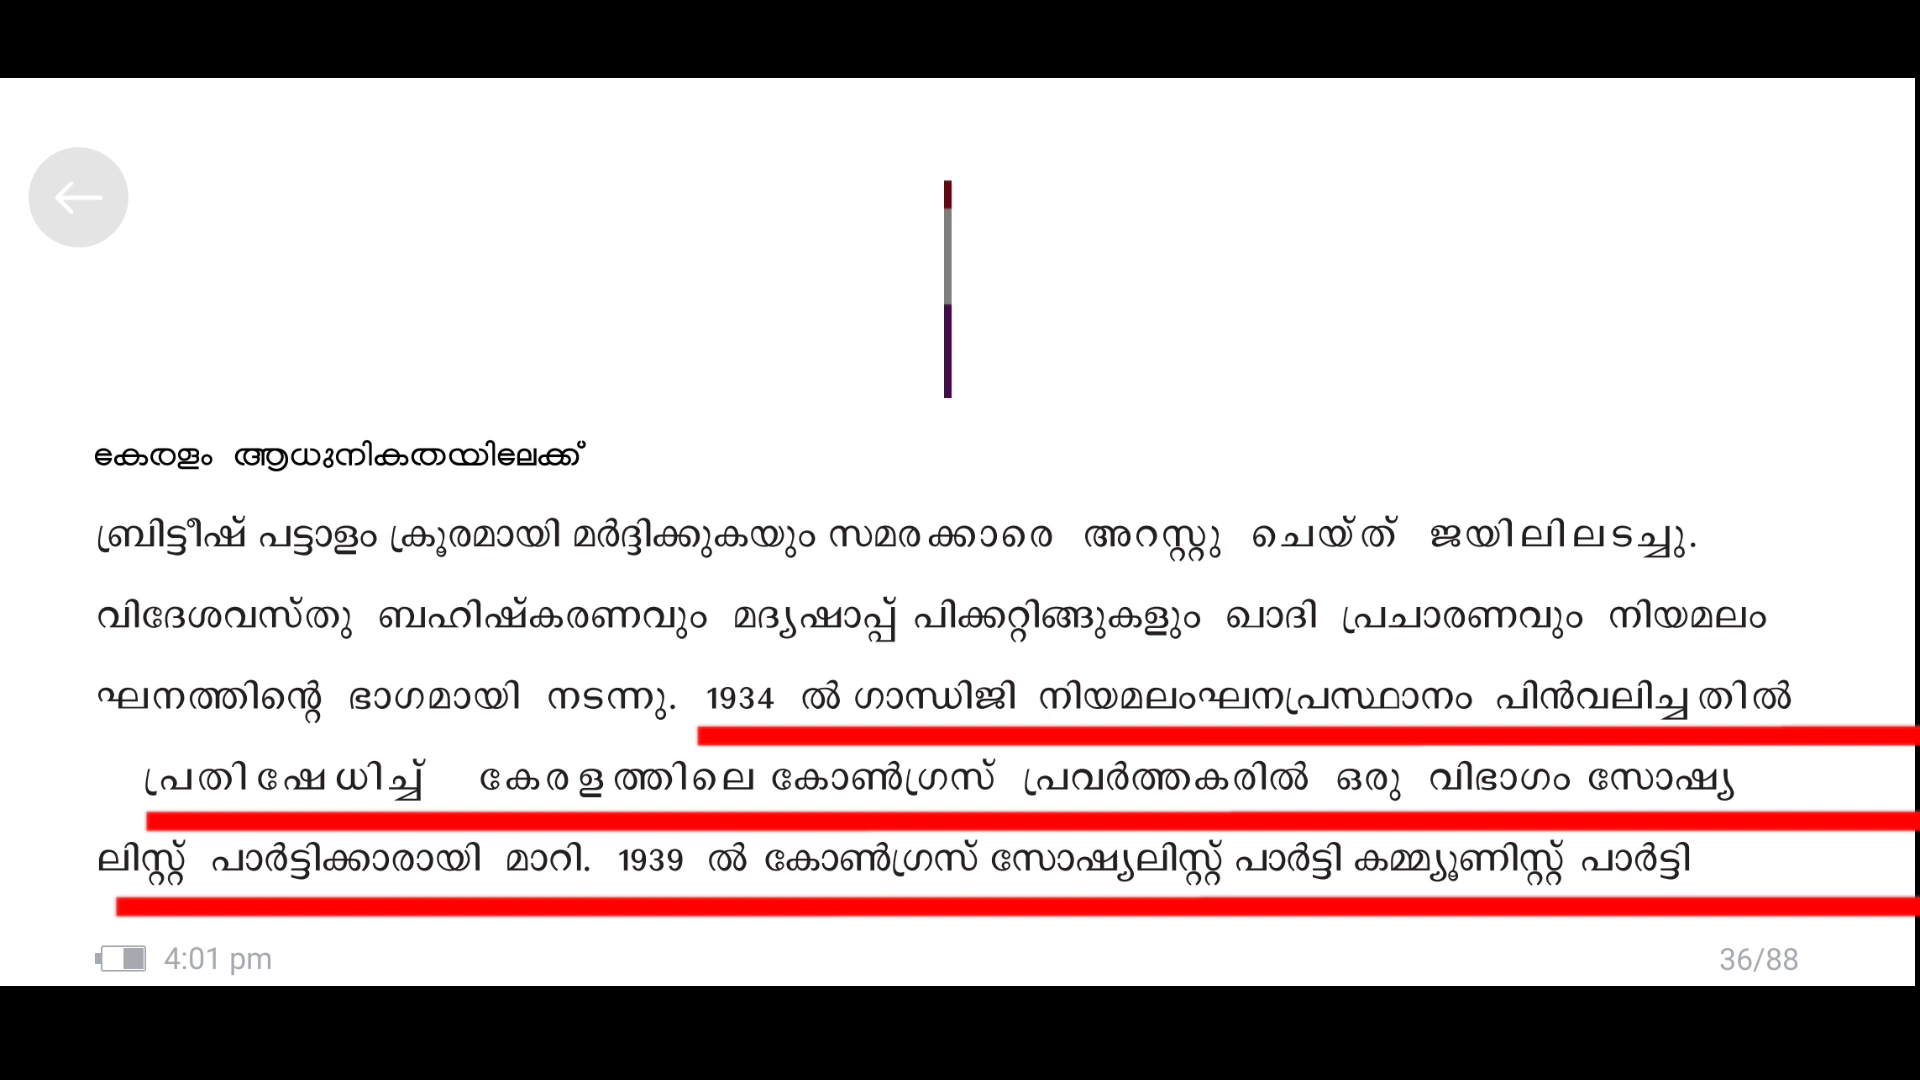 കേരളം ആധുനികതയിലേക്ക്
ബ്രിട്ടീഷ് പട്ടാളം ക്രൂരമായി മർദ്ദിക്കുകയും സമരക്കാരെ അറസ്റ്റു ചെയ്ത് ജയിലിലടച്ചു.
വിദേശവസ്തു ബഹിഷ്കരണവും മദ്യഷാപ്പ് പിക്കറ്റിങ്ങുകളും ഖാദി പ്രചാരണവും നിയമലം
ഘനത്തിന്റെ ഭാഗമായി നടന്നു. 1934 ൽ ഗാന്ധിജി നിയമലംഘനപ്രസ്ഥാനം പിൻവലിച്ചതിൽ
പ്രതിഷേധിച്ച് കേരളത്തിലെ കോൺഗ്രസ് പ്രവർത്തകരിൽ ഒരു വിഭാഗം സോഷ്യ
ലിസ്റ്റ് പാർട്ടിക്കാരായി മാറി. 1939 ൽ കോൺഗ്രസ് സോഷ്യലിസ്റ്റ് പാർട്ടി കമ്മ്യൂണിസ്റ്റ് പാർട്ടി
4:01 pm
36/88